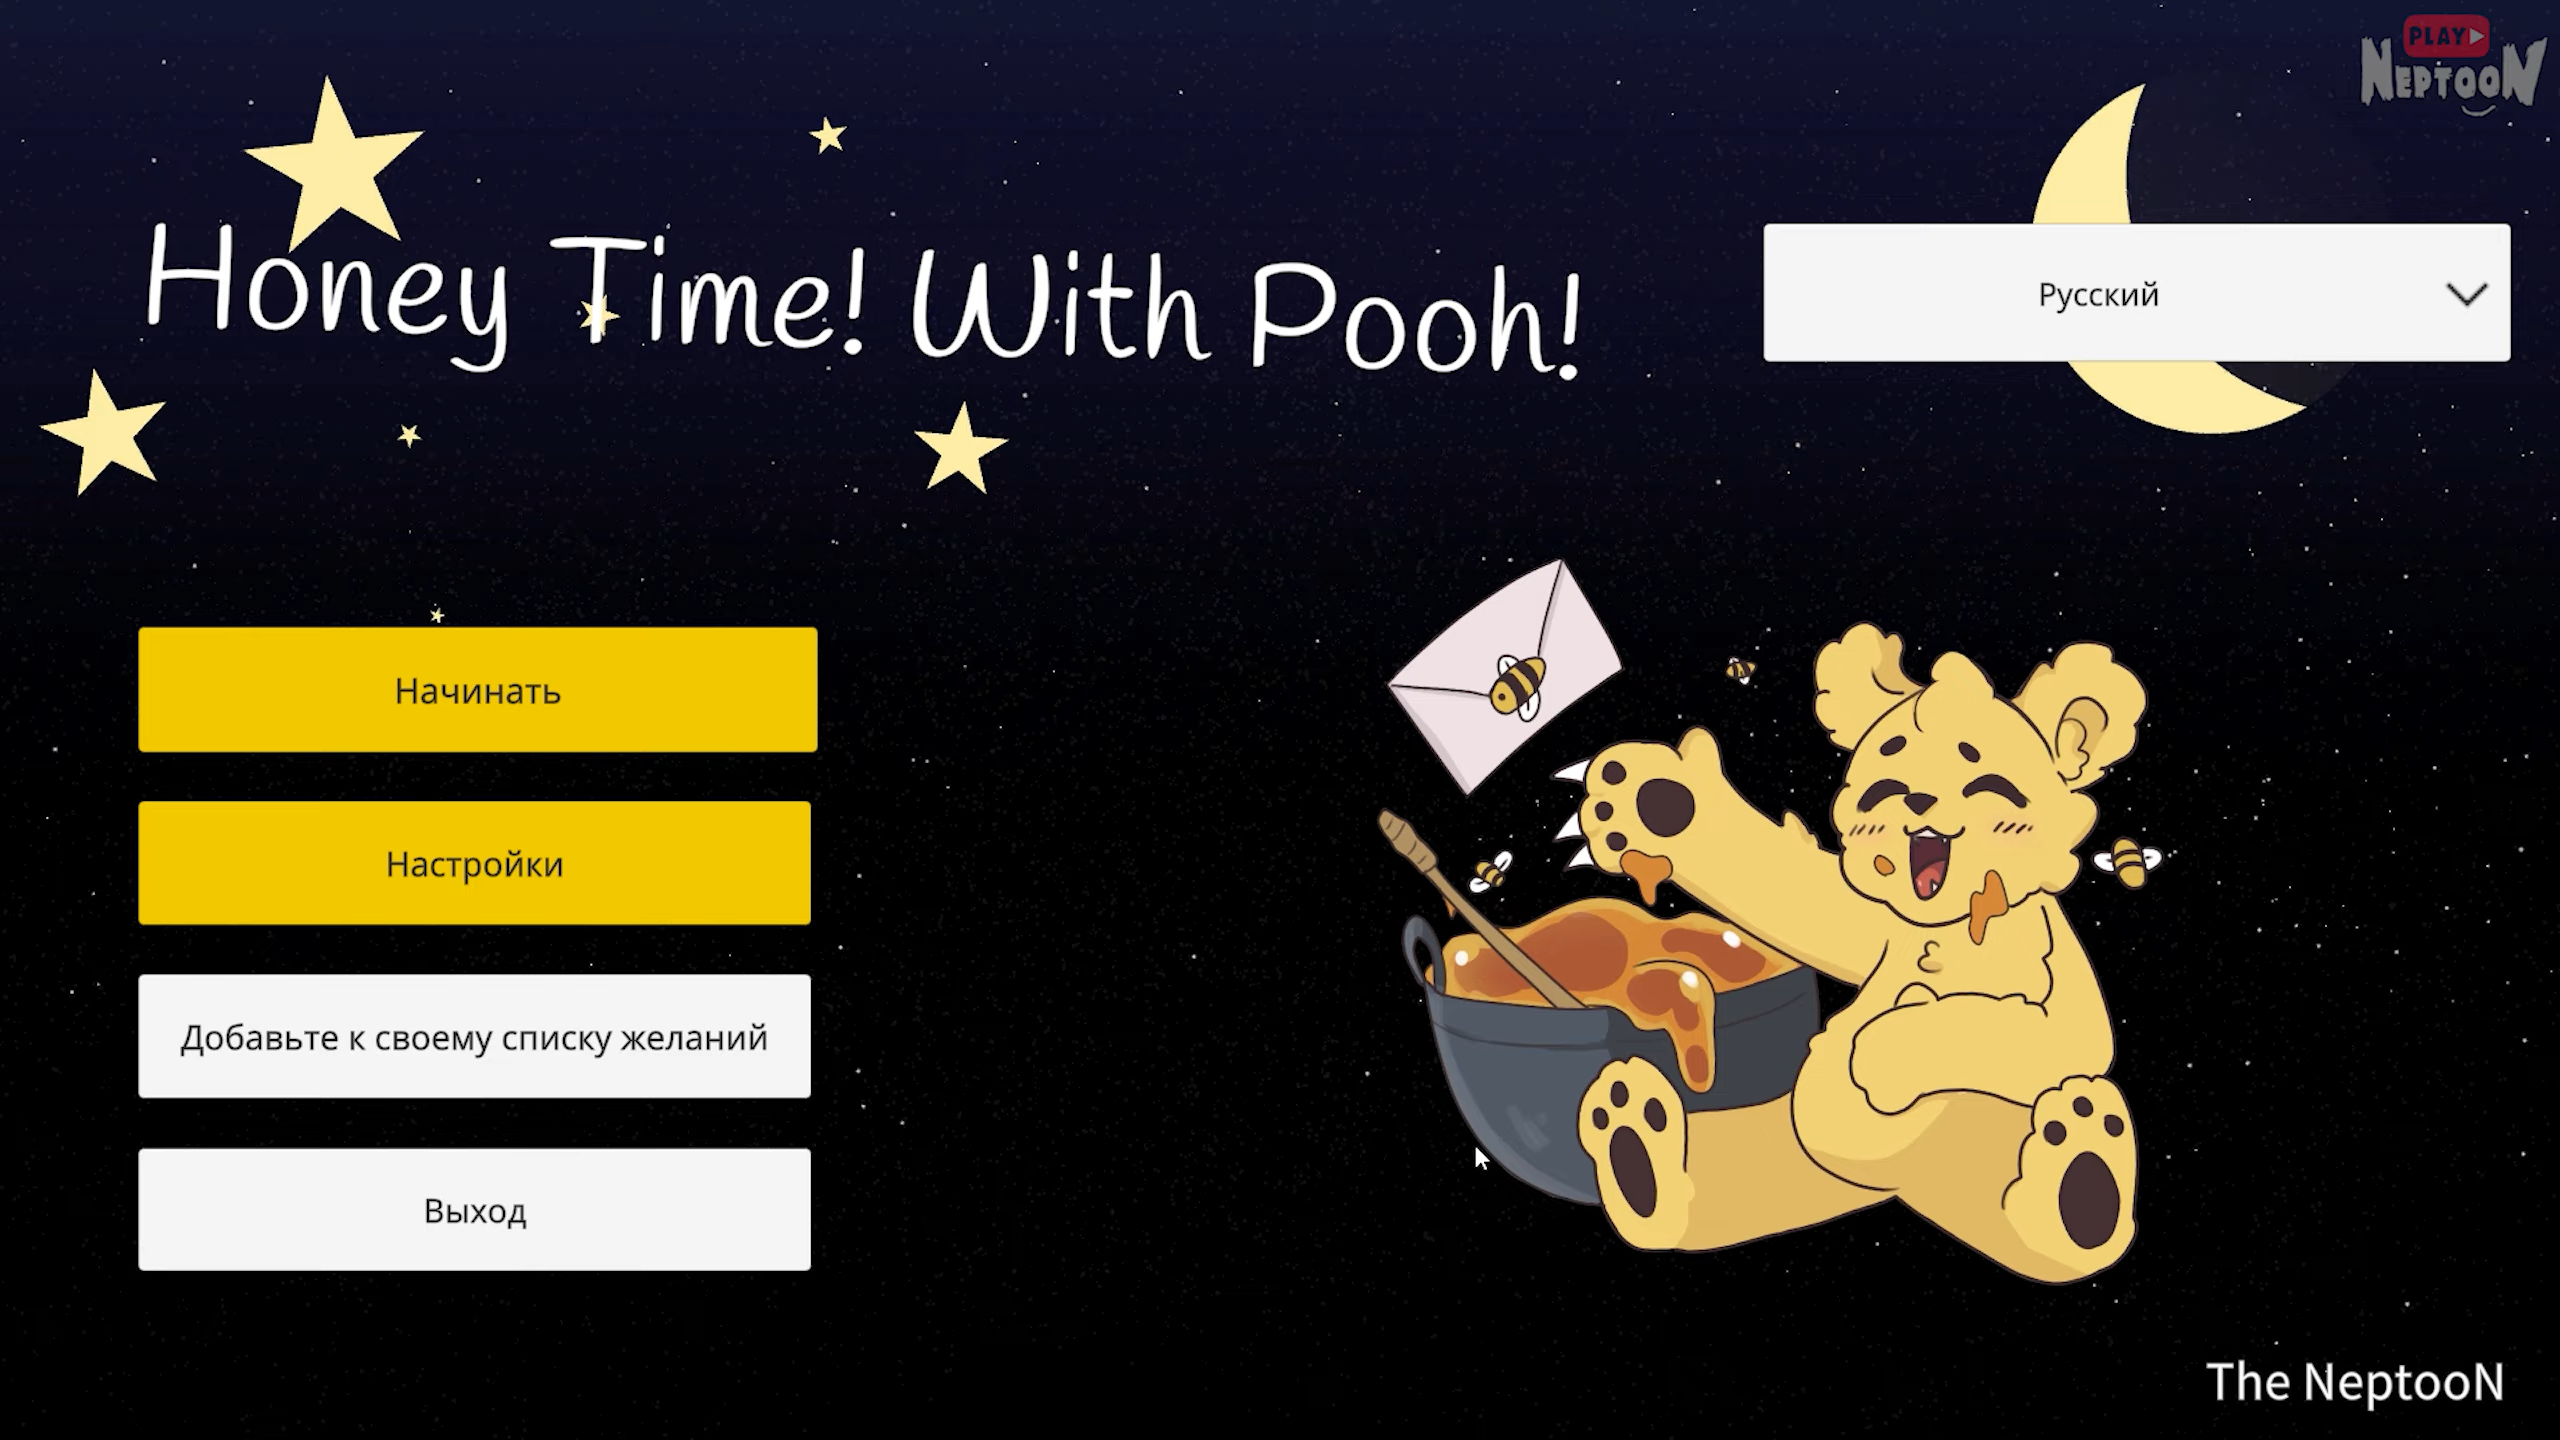 PLAY
NEPTOON
Honey Time! With Pooh!
Русский
Начинать
Настройки
Добавьте к своему списку желаний
Выход
The NeptooN